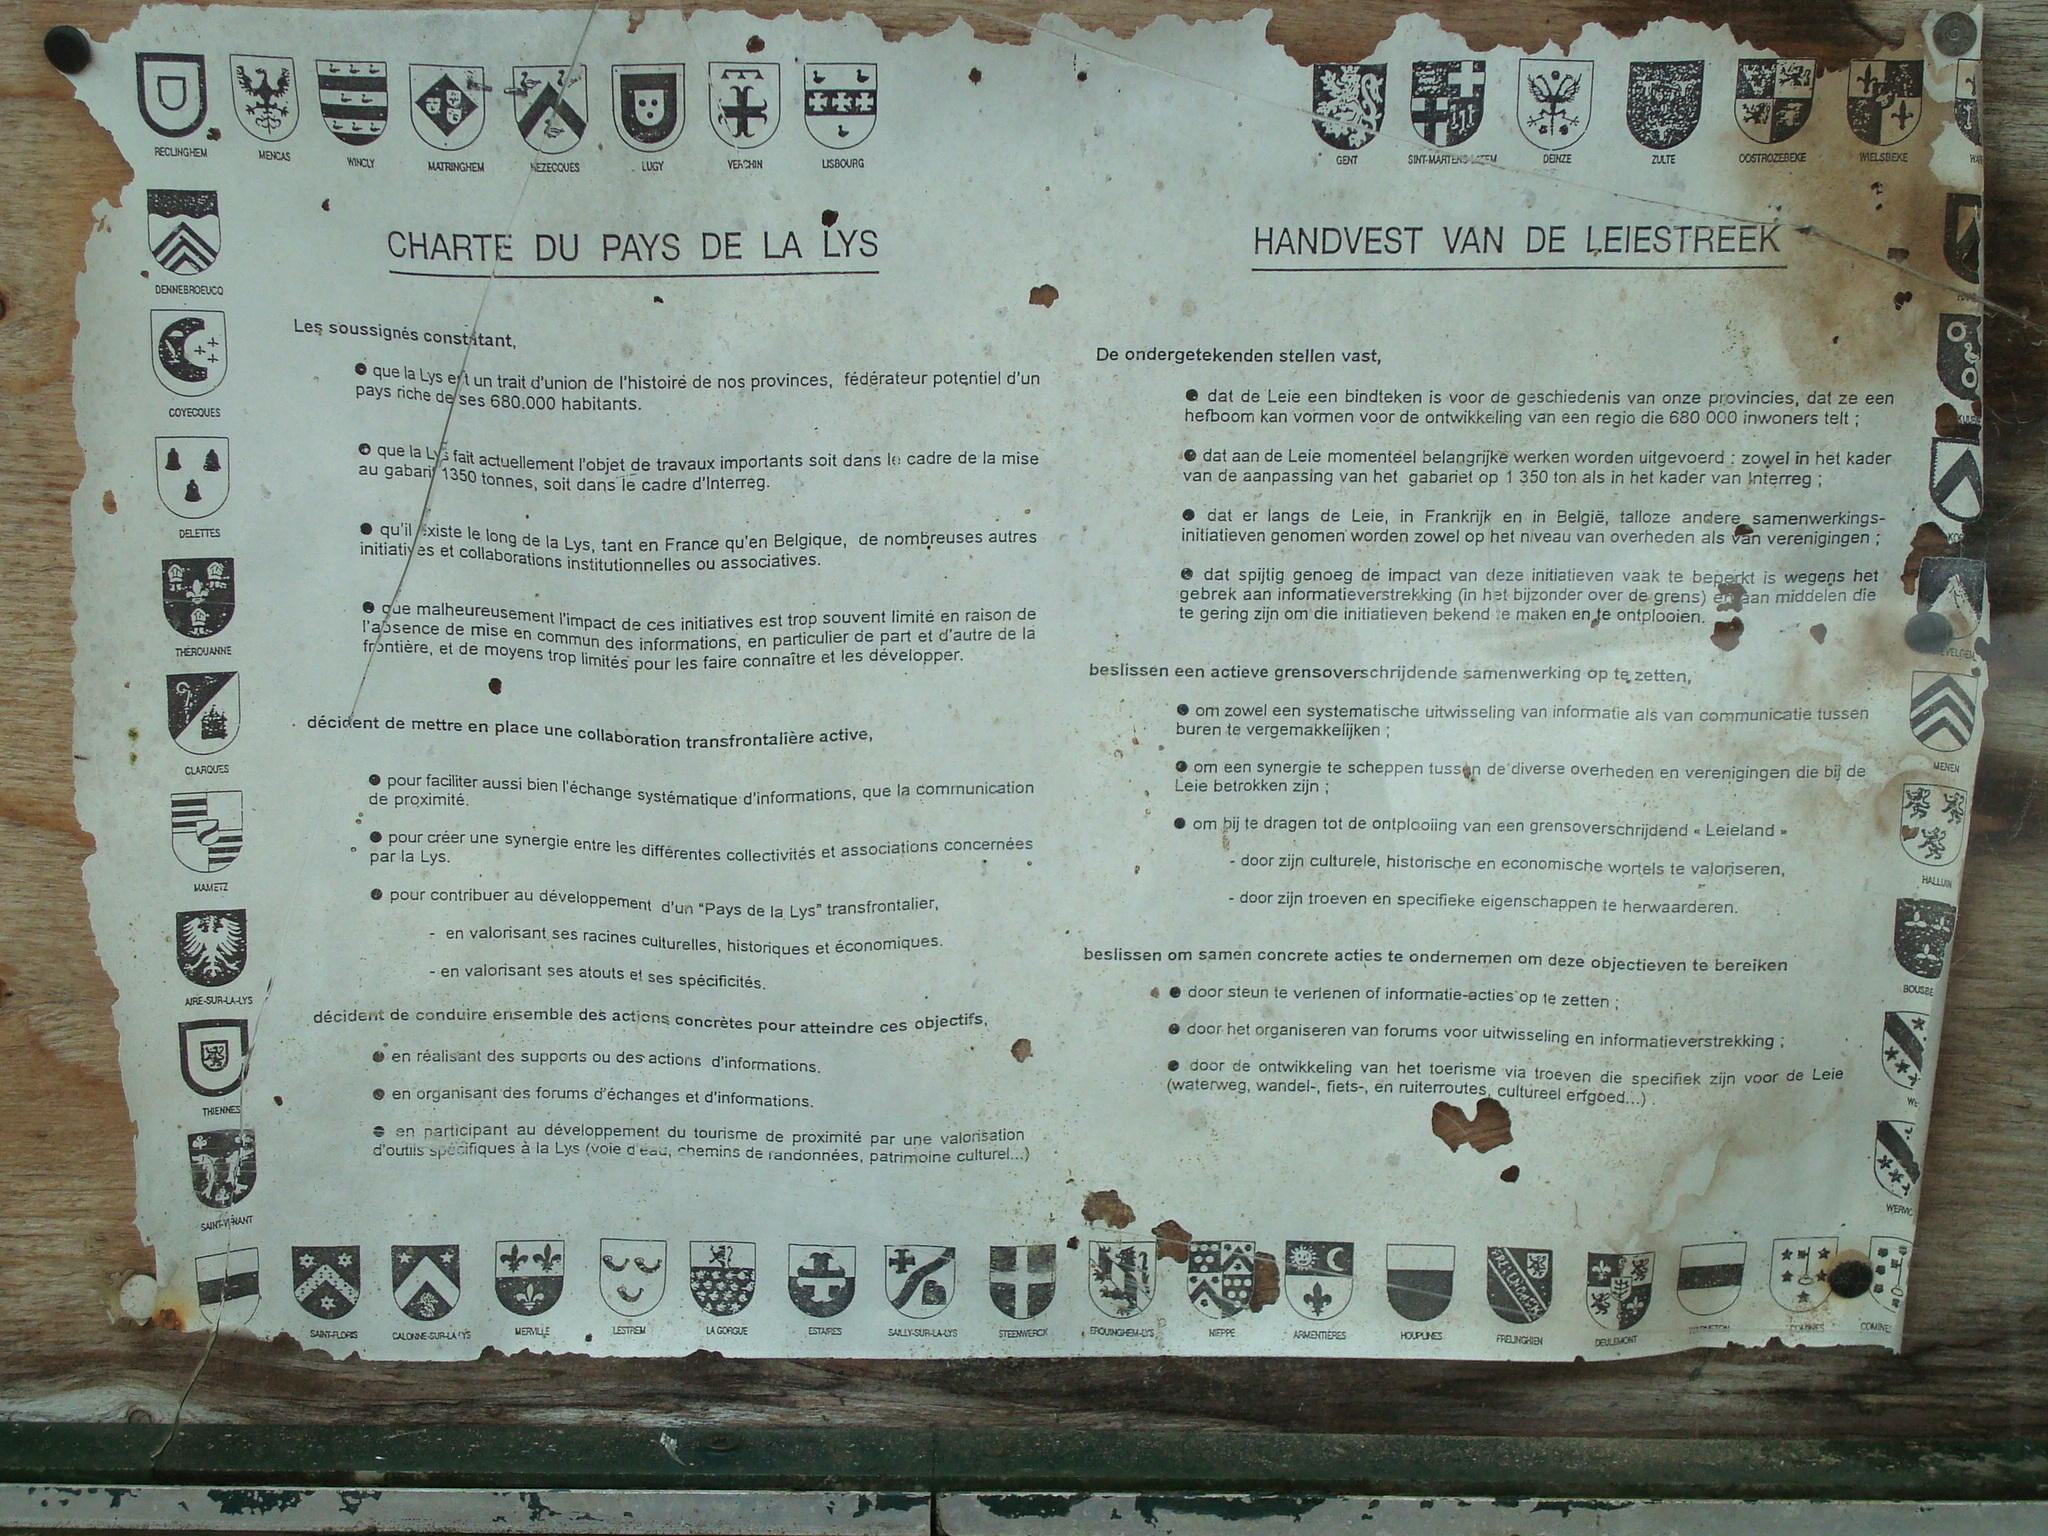 RECLINGHEM
MENCAS
WINCLY
MATRINGHEM
LUGY
VERCHIN
LISBOURG
GENT
SINT-MARTENS-LATEM
DEINZE
ZULTE
OOSTROZEBEKE
WIELSBEKE
DENNEBROEUCQ
COYECQUES
DELETTES
THÉROUANNE
CLARQUES
MAMETZ
AIRE-SUR-LA-LYS
THIENNES
SAINT-VENANT
CHARTE DU PAYS DE LA LYS
Les soussignés constatant,
● que la Lys est un trait d'union de l'histoire de nos provinces, fédérateur potentiel d'un
pays riche de ses 680.000 habitants.
● que la Lys fait actuellement l'objet de travaux importants soit dans le cadre de la mise
au gabarit 1350 tonnes, soit dans le cadre d'Interreg.
● qu'il existe le long de la Lys, tant en France qu'en Belgique, de nombreuses autres
initiatives et collaborations institutionnelles ou associatives.
● que malheureusement l'impact de ces initiatives est trop souvent limité en raison de
l'absence de mise en commun des informations, en particulier de part et d'autre de la
frontière, et de moyens trop limités pour les faire connaître et les développer.
décident de mettre en place une collaboration transfrontalière active,
● pour faciliter aussi bien l'échange systématique d'informations, que la communication
de proximité.
● pour créer une synergie entre les différentes collectivités et associations concernées
par la Lys.
● pour contribuer au développement d'un "Pays de la Lys" transfrontalier,
- en valorisant ses racines culturelles, historiques et économiques.
- en valorisant ses atouts et ses spécificités.
décident de conduire ensemble des actions concrètes pour atteindre ces objectifs,
● en réalisant des supports ou des actions d'informations.
● en organisant des forums d'échanges et d'informations.
● en participant au développement du tourisme de proximité par une valorisation
d'outils spécifiques à la Lys (voie d'eau, chemins de randonnées, patrimoine culturel...)
HANDVEST VAN DE LEIESTREEK
De ondergetekenden stellen vast,
● dat de Leie een bindteken is voor de geschiedenis van onze provincies, dat ze een
hefboom kan vormen voor de ontwikkeling van een regio die 680 000 inwoners telt ;
● dat aan de Leie momenteel belangrijke werken worden uitgevoerd : zowel in het kader
van de aanpassing van het gabariet op 1 350 ton als in het kader van Interreg ;
● dat er langs de Leie, in Frankrijk en in België, talloze andere samenwerkings-
initiatieven genomen worden zowel op het niveau van overheden als van verenigingen ;
● dat spijtig genoeg de impact van deze initiatieven vaak te beperkt is wegens het
gebrek aan informatieverstrekking (in het bijzonder over de grens) en aan middelen die
te gering zijn om die initiatieven bekend te maken en te ontplooien.
beslissen een actieve grensoverschrijdende samenwerking op te zetten,
● om zowel een systematische uitwisseling van informatie als van communicatie tussen
buren te vergemakkelijken ;
● om een synergie te scheppen tussen de diverse overheden en verenigingen die bij de
Leie betrokken zijn ;
● om bij te dragen tot de ontplooiing van een grensoverschrijdend « Leieland »
- door zijn culturele, historische en economische wortels te valoriseren,
- door zijn troeven en specifieke eigenschappen te herwaarderen.
beslissen om samen concrete acties te ondernemen om deze objectieven te bereiken
● door steun te verlenen of informatie-acties op te zetten ;
● door het organiseren van forums voor uitwisseling en informatieverstrekking ;
● door de ontwikkeling van het toerisme via troeven die specifiek zijn voor de Leie
(waterweg, wandel-, fiets-, en ruiterroutes, cultureel erfgoed...) .
MENEN
HALLUIN
SAINT-FLORIS
CALONNE-SUR-LA-LYS
MERVILLE
LESTREM
LA GORGUE
ESTAIRES
SAILLY-SUR-LA-LYS
STEENWERCK
ERQUINGHEM-LYS
NIEPPE
ARMENTIÈRES
HOUPLINES
FRELINGHIEN
DEULEMONT